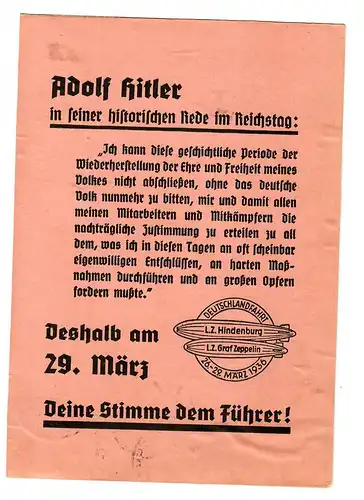 Adolf Hitler
in seiner historischen Rede im Reichstag:
„Ich kann diese geschichtliche Periode der
Wiederherstellung der Ehre und Freiheit meines
Volkes nicht abschließen, ohne das deutsche
Volk nunmehr zu bitten, mir und damit allen
meinen Mitarbeitern und Mitkämpfern die
nachträgliche Zustimmung zu erteilen zu all
dem, was ich in diesen Tagen an oft scheinbar
eigenwilligen Entschlüssen, an harten Maß-
nahmen durchführen und an großen Opfern
fordern mußte.“
Deshalb am
29. März
DEUTSCHLANDFAHRT
L.Z. Hindenburg
L.Z. Graf Zeppelin
26-29. MÄRZ 1936
Deine Stimme dem Führer!